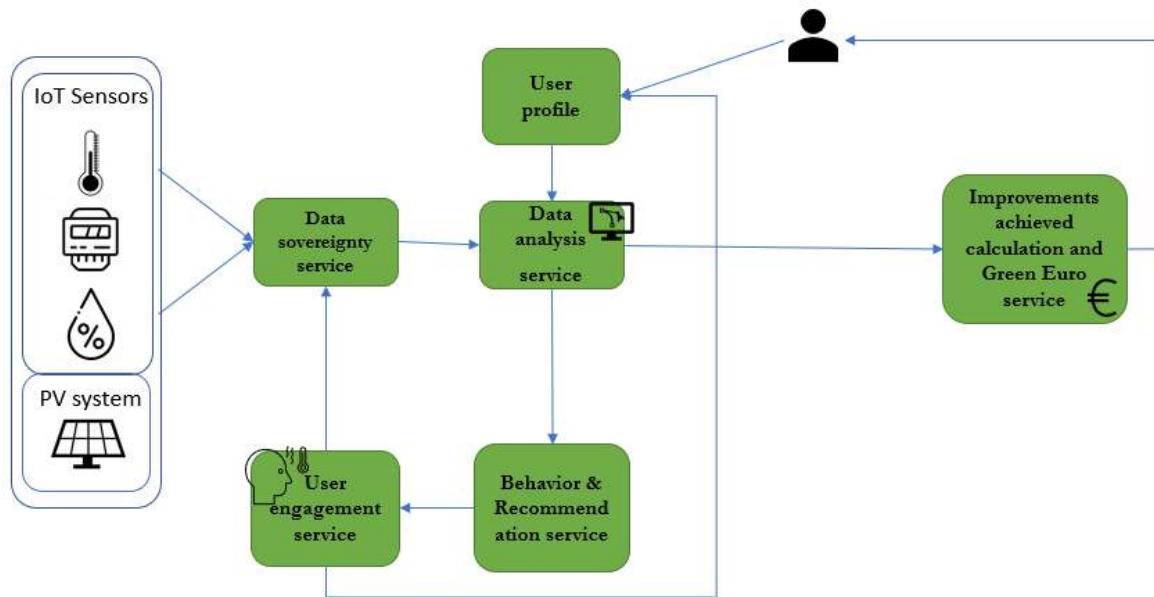 IoT Sensors
%
PV system
User
profile
Data
sovereignty
service
Data
analysis
service
Improvements
achieved
calculation and
Green Euro
service
€
User
engagement
service
Behavior &
Recommend
ation service